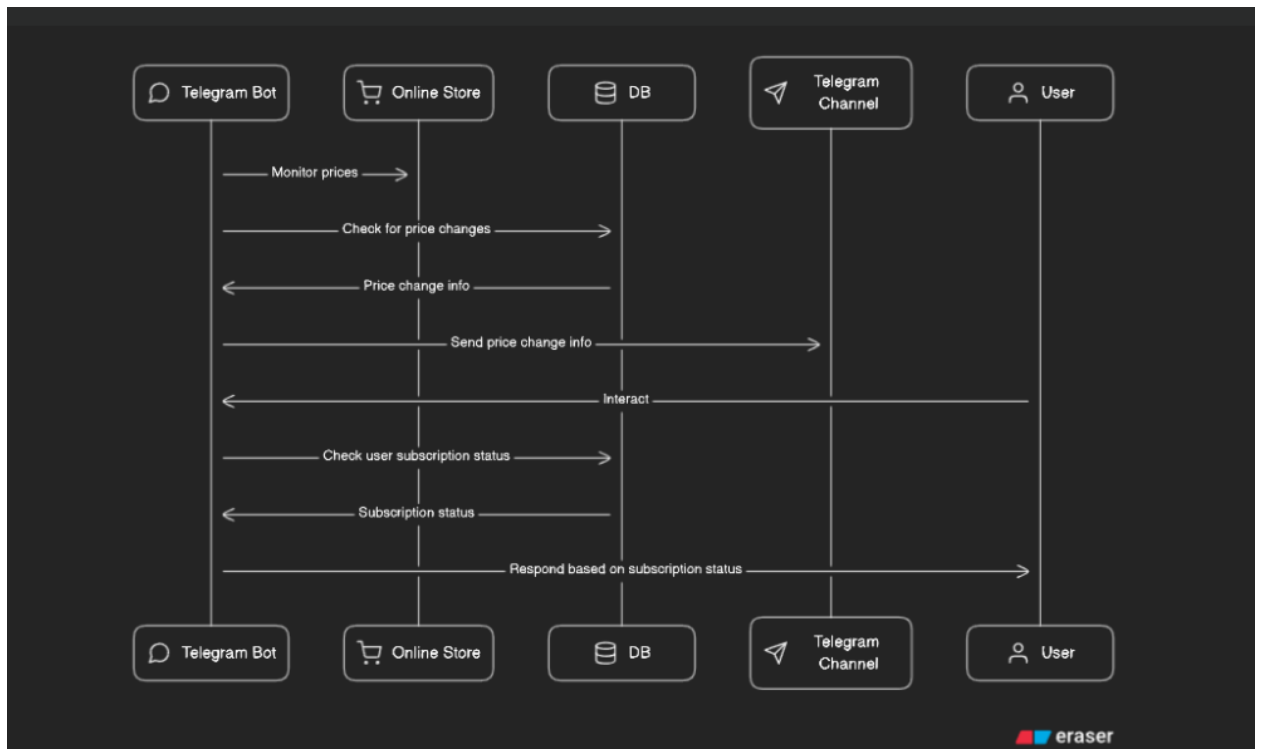 Telegram Bot
Online Store
DB
Telegram
Channel
User
Monitor prices
Check for price changes
Price change info
Send price change info
Interact
Check user subscription status
Subscription status
Respond based on subscription status
Telegram Bot
Online Store
DB
Telegram
Channel
User
eraser